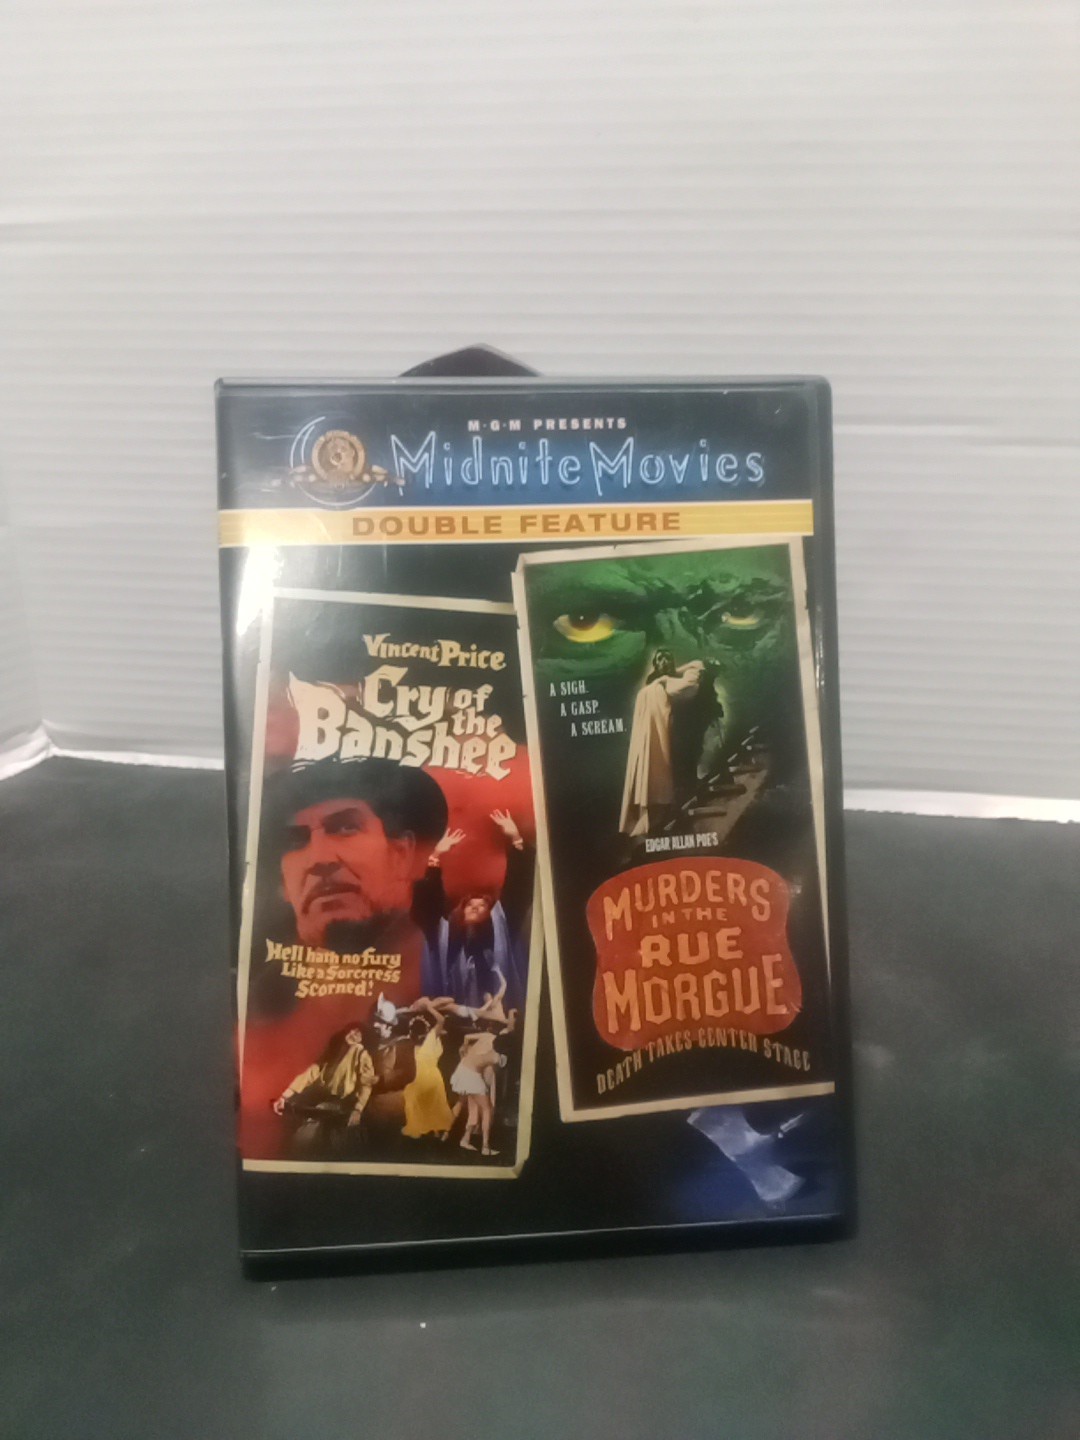 M·G·M PRESENTS
Midnite Movies
DOUBLE FEATURE
Vincent Price
Cry of
the
Banshee
Hell hath no fury
Like a Sorceress
Scorned!
A SIGH.
A GASP.
A SCREAM.
EDGAR ALLAN POE'S
MURDERS
IN THE
RUE
MORGUE
DEATH TAKES CENTER STAGE